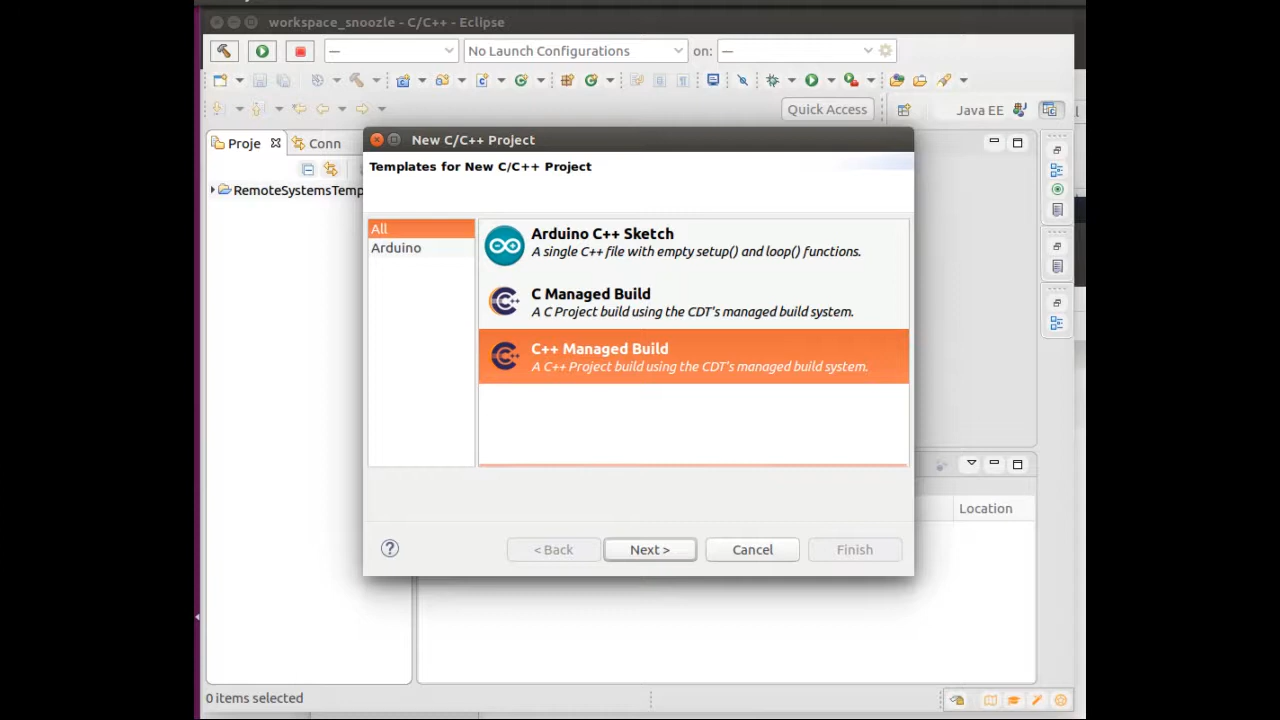 workspace_snoozle - C/C++ - Eclipse
— No Launch Configurations on: —
Quick Access
Java EE
Proje Conn
RemoteSystemsTemp
New C/C++ Project
Templates for New C/C++ Project
All
Arduino
Arduino C++ Sketch
A single C++ file with empty setup() and loop() functions.
C Managed Build
A C Project build using the CDT's managed build system.
C++ Managed Build
A C++ Project build using the CDT's managed build system.
Location
? < Back Next > Cancel Finish
0 items selected